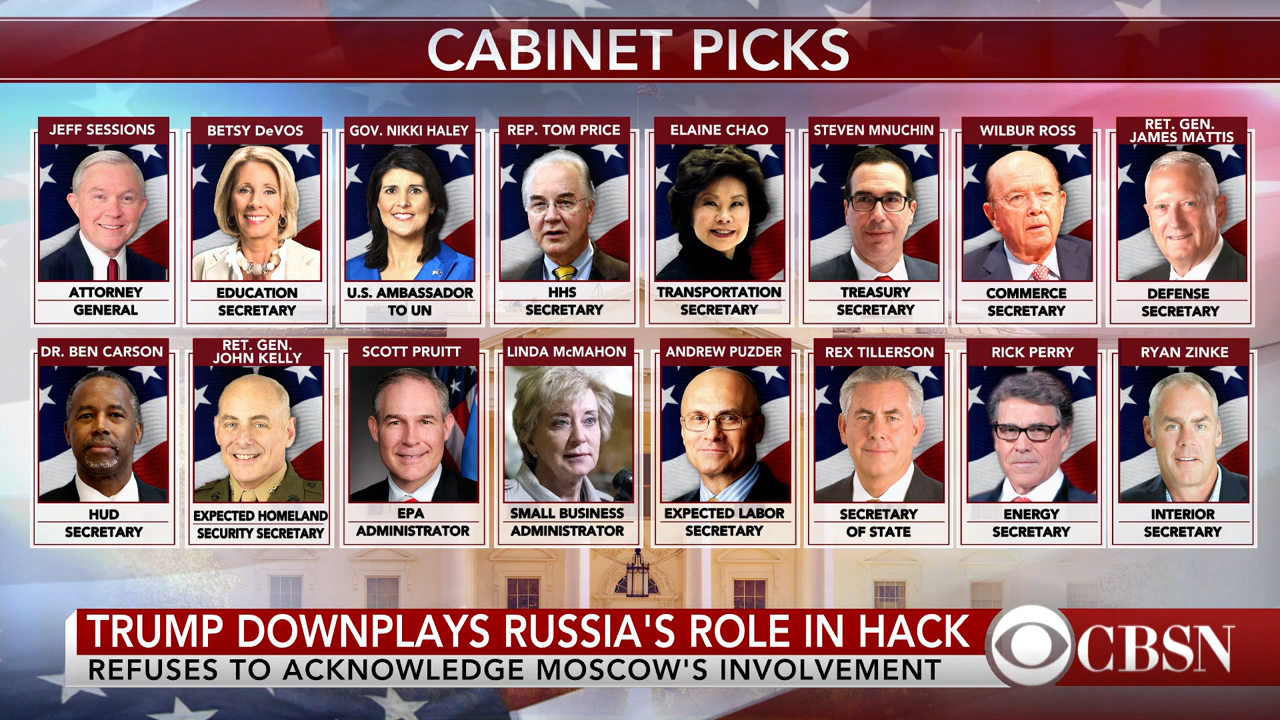 CABINET PICKS
JEFF SESSIONS
ATTORNEY
GENERAL
BETSY DeVOS
EDUCATION
SECRETARY
GOV. NIKKI HALEY
U.S. AMBASSADOR
TO UN
REP. TOM PRICE
HHS
SECRETARY
ELAINE CHAO
TRANSPORTATION
SECRETARY
STEVEN MNUCHIN
TREASURY
SECRETARY
WILBUR ROSS
COMMERCE
SECRETARY
RET. GEN.
JAMES MATTIS
DEFENSE
SECRETARY
DR. BEN CARSON
HUD
SECRETARY
RET. GEN.
JOHN KELLY
EXPECTED HOMELAND
SECURITY SECRETARY
SCOTT PRUITT
EPA
ADMINISTRATOR
LINDA McMAHON
SMALL BUSINESS
ADMINISTRATOR
ANDREW PUZDER
EXPECTED LABOR
SECRETARY
REX TILLERSON
SECRETARY
OF STATE
RICK PERRY
ENERGY
SECRETARY
RYAN ZINKE
INTERIOR
SECRETARY
TRUMP DOWNPLAYS RUSSIA'S ROLE IN HACK
REFUSES TO ACKNOWLEDGE MOSCOW'S INVOLVEMENT
CBSN